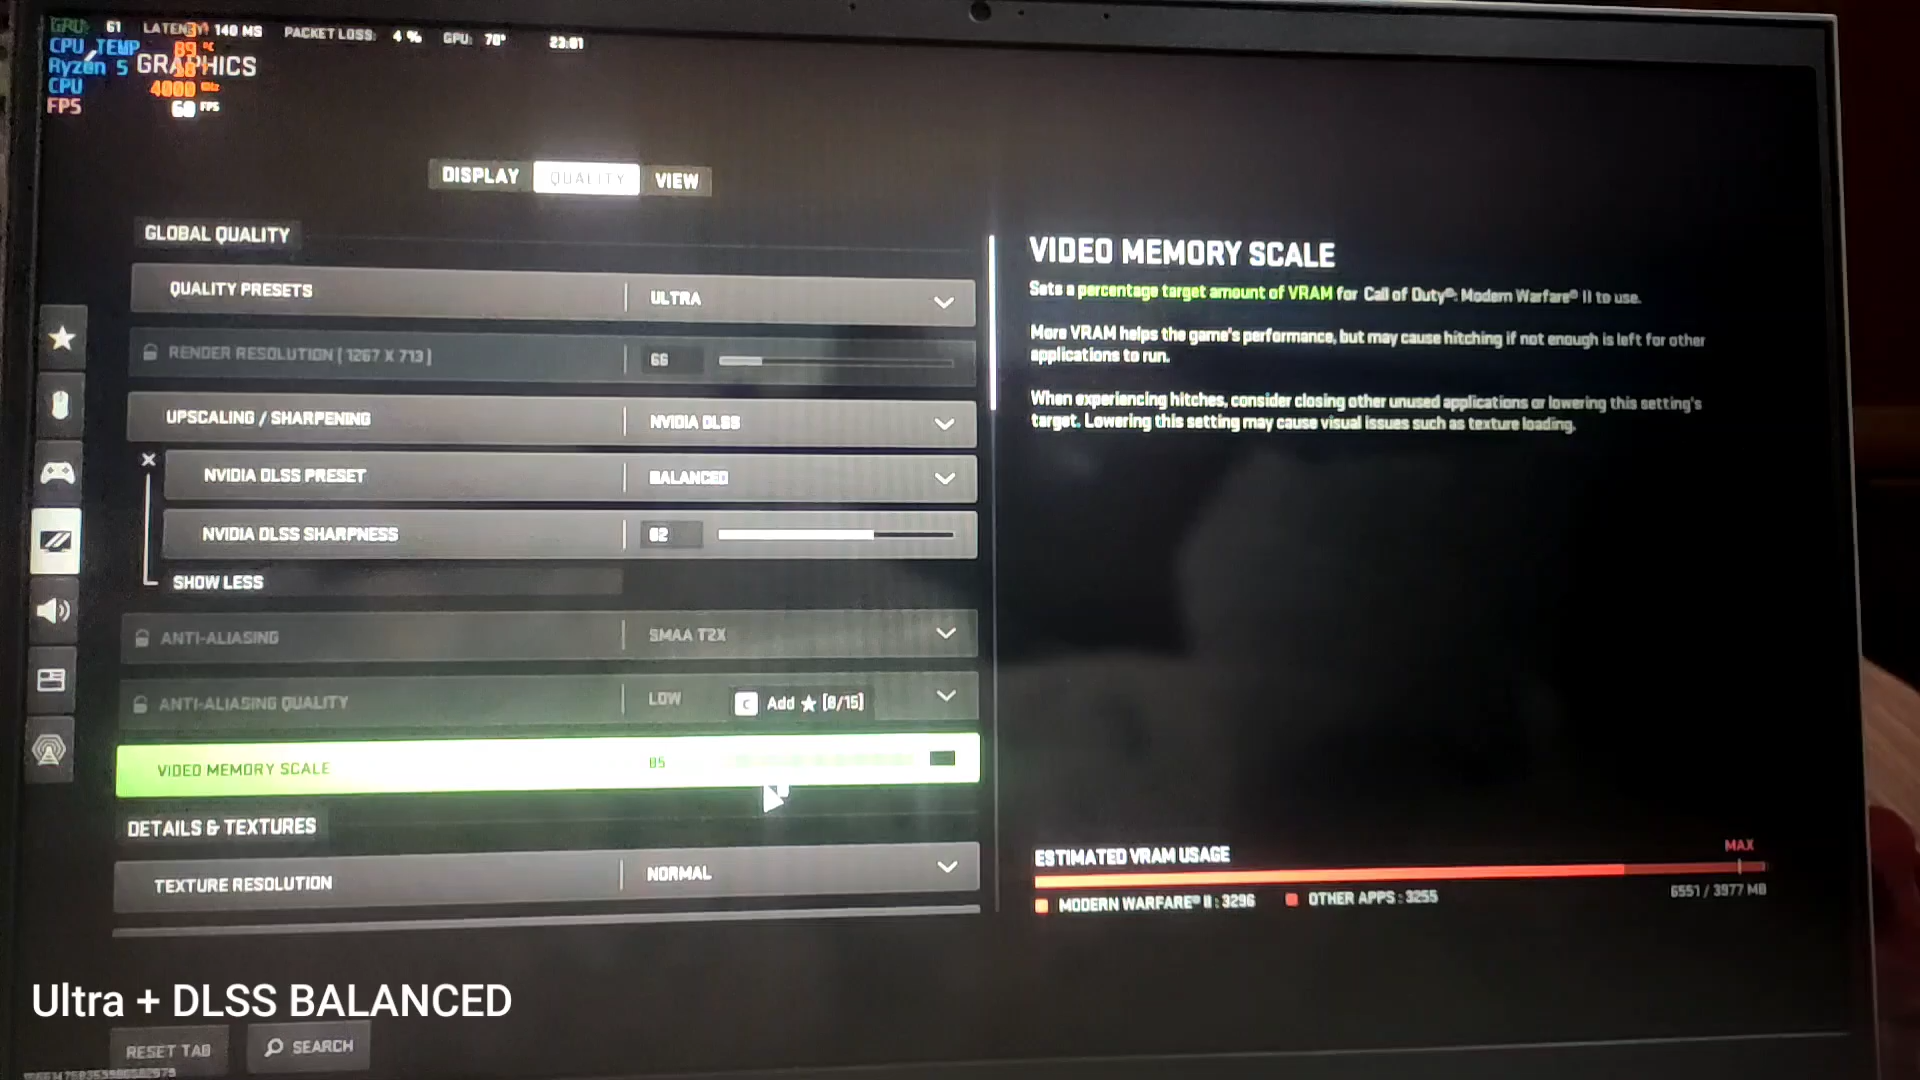 61 LATENCY: 140 MS PACKET LOSS: 4 % GPU: 70° 23:01
CPU TEMP 89 °C
Ryzen 5
GRAPHICS
CPU 4000 MHz
FPS 60 FPS
DISPLAY QUALITY VIEW
GLOBAL QUALITY
QUALITY PRESETS ULTRA
RENDER RESOLUTION [ 1267 X 713 ] 66
UPSCALING / SHARPENING NVIDIA DLSS
NVIDIA DLSS PRESET BALANCED
NVIDIA DLSS SHARPNESS
SHOW LESS
ANTI-ALIASING SMAA T2X
ANTI-ALIASING QUALITY LOW
C Add ★ [0/15]
VIDEO MEMORY SCALE
DETAILS & TEXTURES
TEXTURE RESOLUTION NORMAL
VIDEO MEMORY SCALE
Sets a percentage target amount of VRAM for Call of Duty®: Modern Warfare® II to use.
More VRAM helps the game's performance, but may cause hitching if not enough is left for other
applications to run.
When experiencing hitches, consider closing other unused applications or lowering this setting's
target. Lowering this setting may cause visual issues such as texture loading.
MAX
ESTIMATED VRAM USAGE
6551 / 3977 MB
MODERN WARFARE® II : 3296 OTHER APPS : 3255
Ultra + DLSS BALANCED
RESET TAB SEARCH